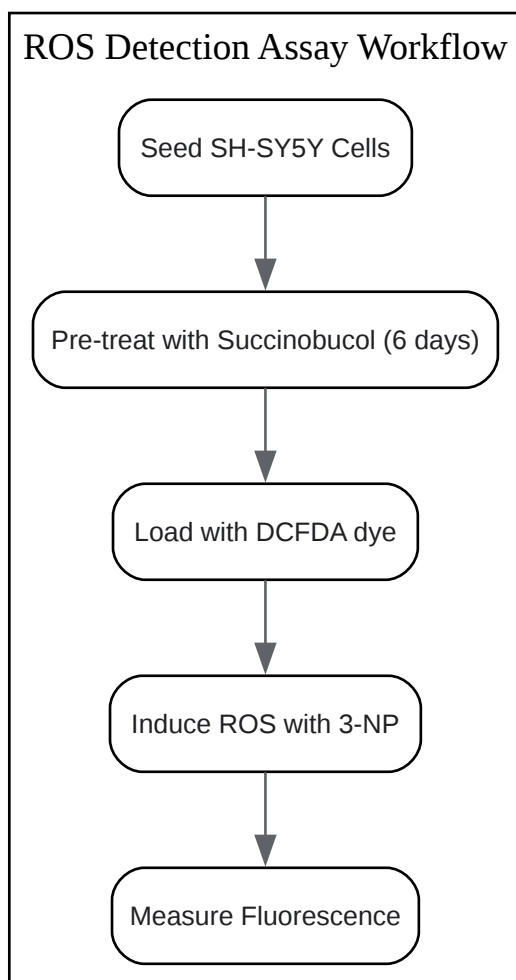 ROS Detection Assay Workflow
Seed SH-SY5Y Cells
Pre-treat with Succinobucol (6 days)
Load with DCFDA dye
Induce ROS with 3-NP
Measure Fluorescence